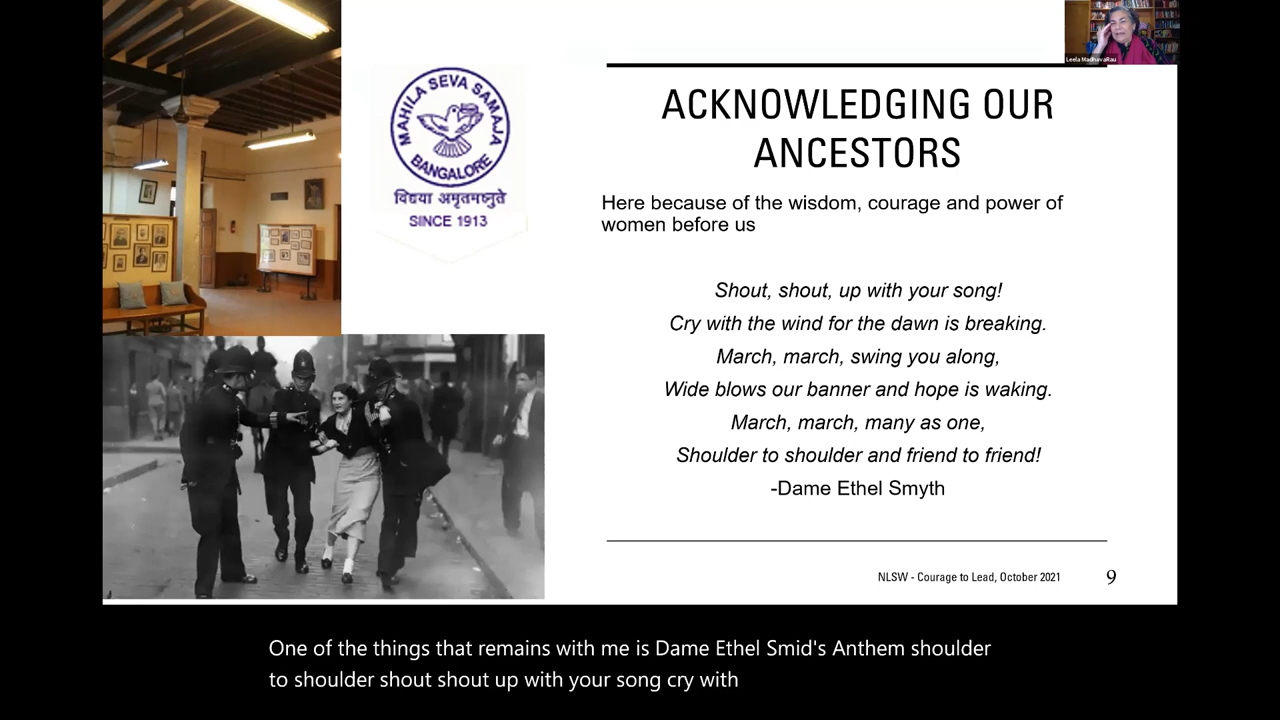 Leela MadhavaRau
MAHILA SEVA SAMAJA
BANGALORE
विद्यया अमृतमश्नुते
SINCE 1913
ACKNOWLEDGING OUR
ANCESTORS
Here because of the wisdom, courage and power of
women before us
Shout, shout, up with your song!
Cry with the wind for the dawn is breaking.
March, march, swing you along,
Wide blows our banner and hope is waking.
March, march, many as one,
Shoulder to shoulder and friend to friend!
-Dame Ethel Smyth
NLSW - Courage to Lead, October 2021
9
One of the things that remains with me is Dame Ethel Smid's Anthem shoulder
to shoulder shout shout up with your song cry with